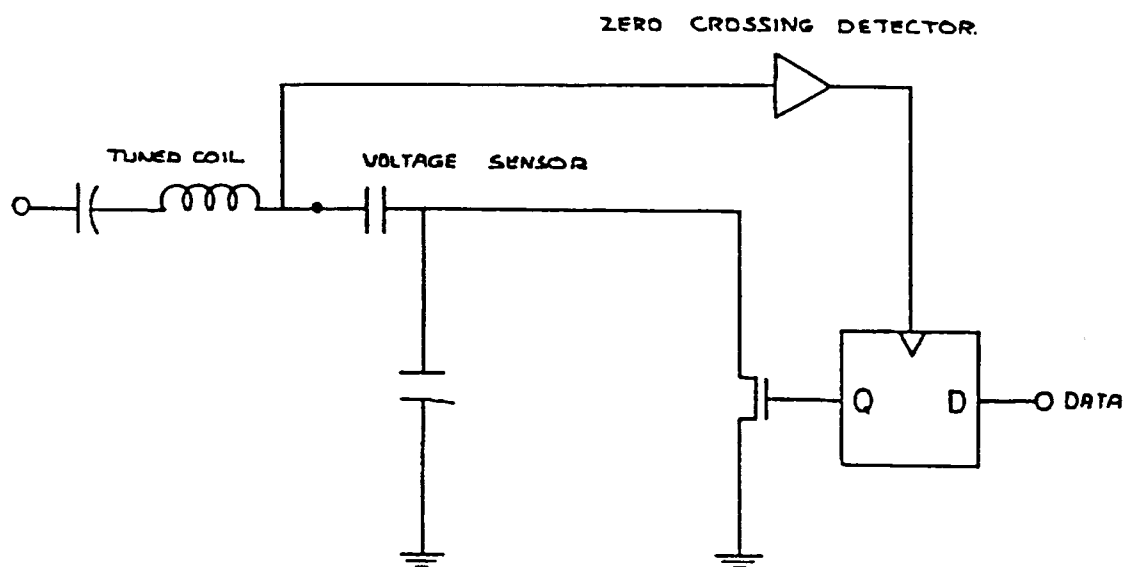 ZERO CROSSING DETECTOR.
TUNED COIL
VOLTAGE SENSOR
Q
D
DATA